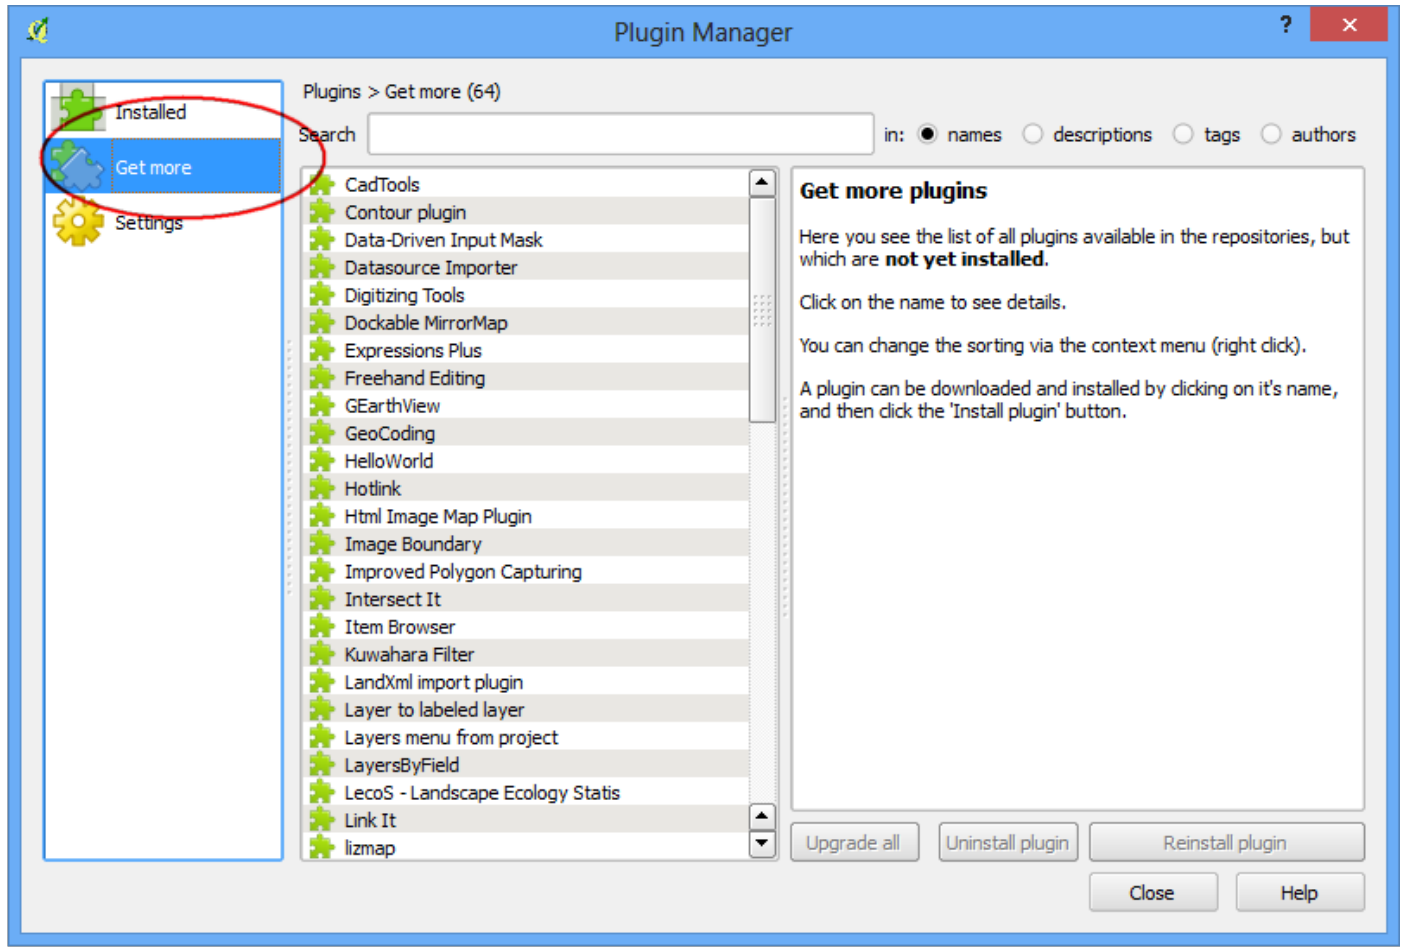 Plugin Manager
?
Installed
Get more
Settings
Plugins > Get more (64)
Search
in: names descriptions tags authors
CadTools
Contour plugin
Data-Driven Input Mask
Datasource Importer
Digitizing Tools
Dockable MirrorMap
Expressions Plus
Freehand Editing
GEarthView
GeoCoding
HelloWorld
Hotlink
Html Image Map Plugin
Image Boundary
Improved Polygon Capturing
Intersect It
Item Browser
Kuwahara Filter
LandXml import plugin
Layer to labeled layer
Layers menu from project
LayersByField
LecoS - Landscape Ecology Statis
Link It
lizmap
Get more plugins
Here you see the list of all plugins available in the repositories, but
which are not yet installed.
Click on the name to see details.
You can change the sorting via the context menu (right click).
A plugin can be downloaded and installed by clicking on it's name,
and then click the 'Install plugin' button.
Upgrade all
Uninstall plugin
Reinstall plugin
Close
Help